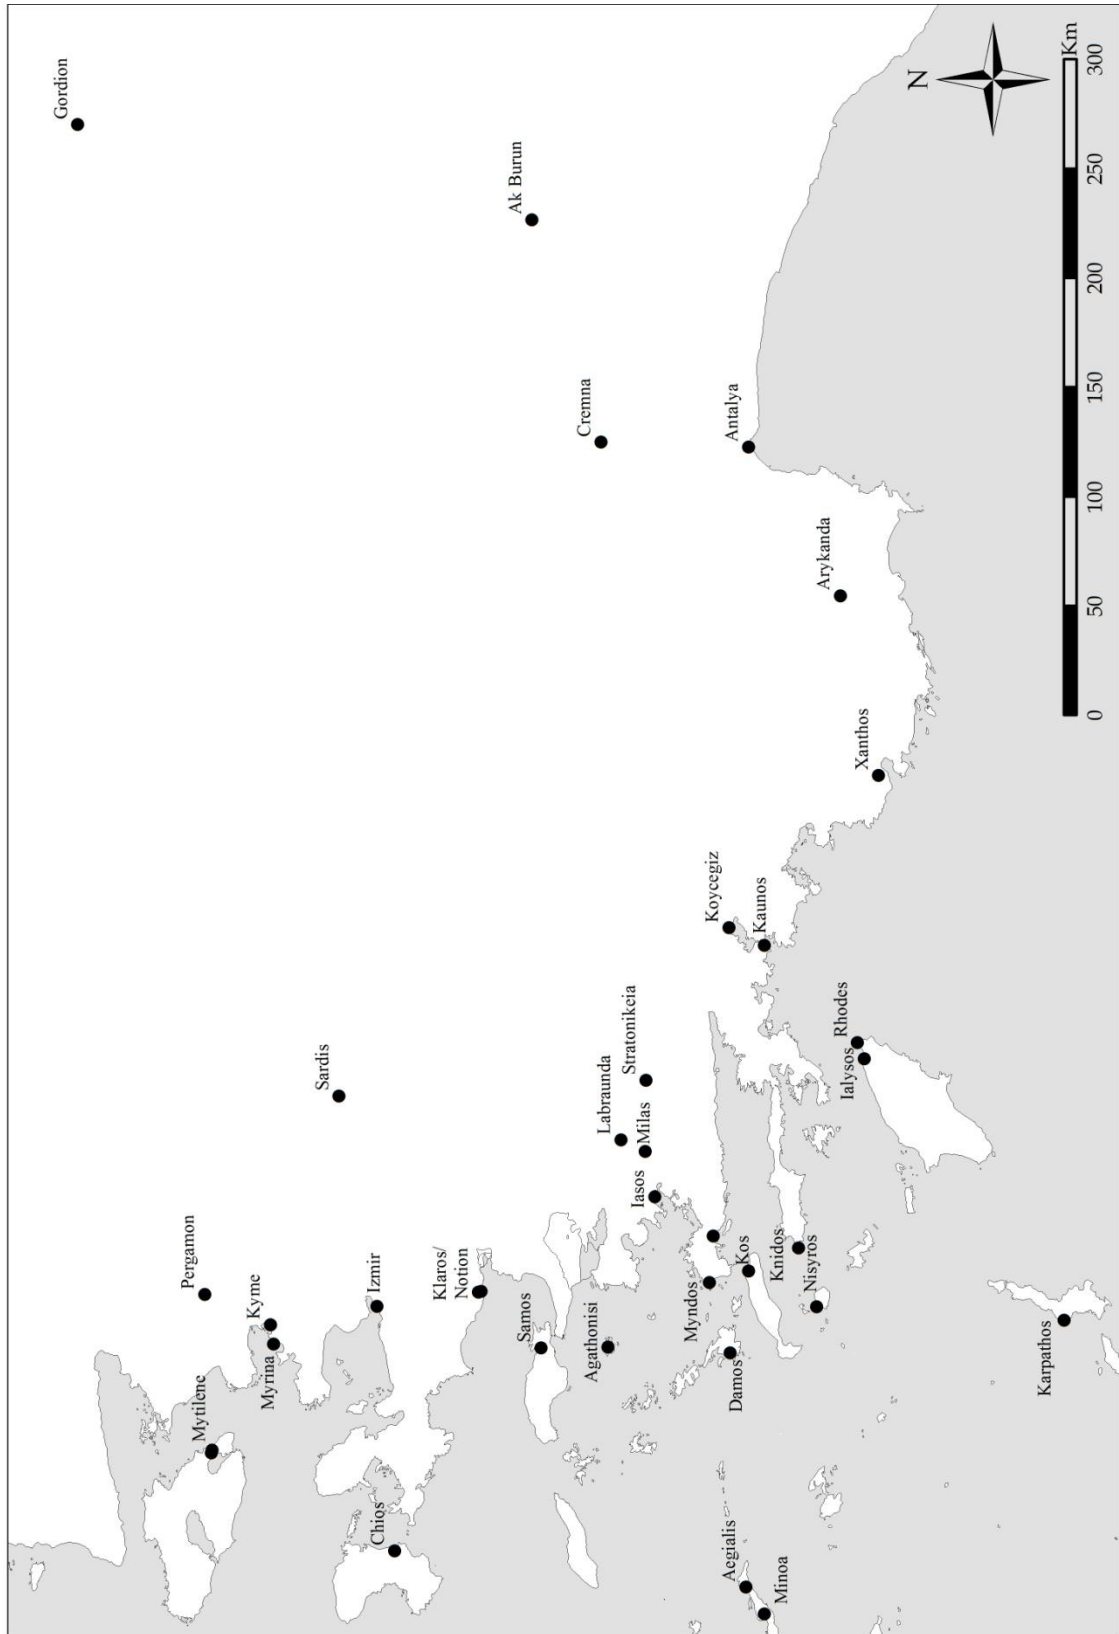 Gordion
Ak Burun
Cremna
Antalya
Arykanda
Xanthos
Koycegiz
Kaunos
Rhodes
Ialysos
Sardis
Stratonikeia
Labraunda
Milas
Iasos
Pergamon
Kyme
Myrina
Mytilene
Izmir
Klaros/
Notion
Chios
Samos
Agathonisi
Myndos
Kos
Knidos
Nisyros
Damos
Karpathos
Aegialis
Minoa
N
0 50 100 150 200 250 300
Km